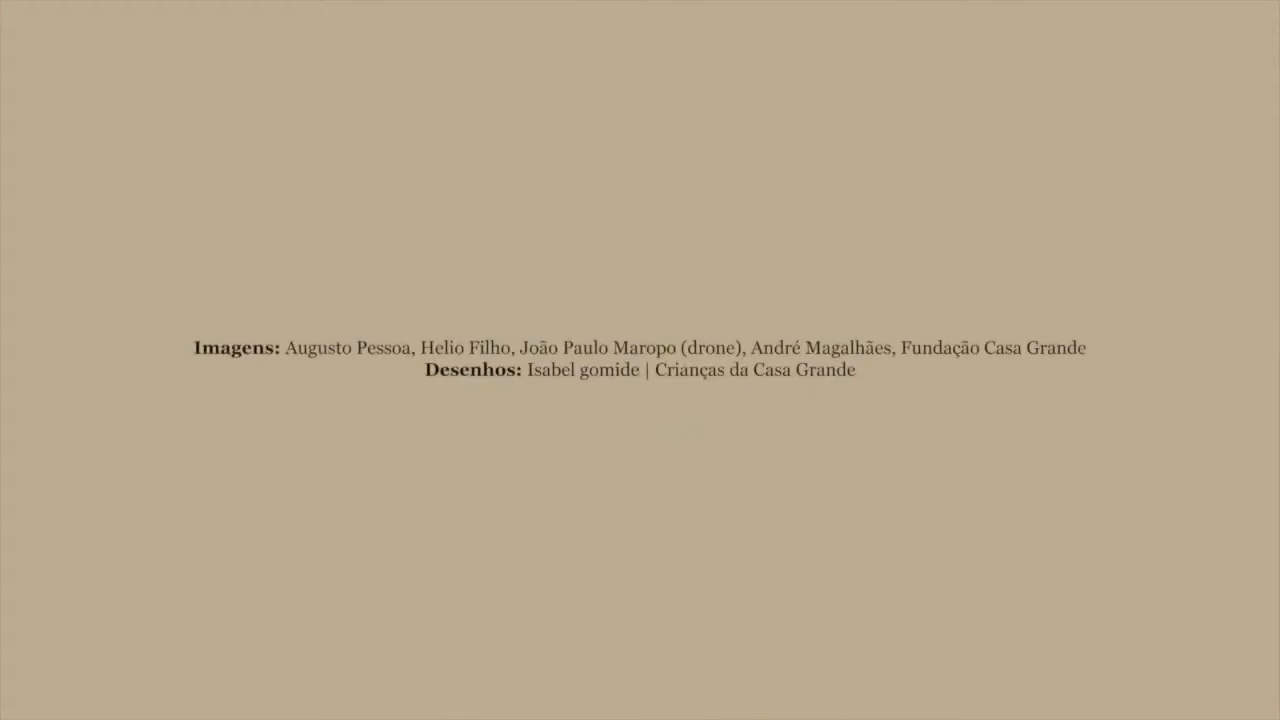 Imagens: Augusto Pessoa, Helio Filho, João Paulo Maropo (drone), André Magalhães, Fundação Casa Grande
Desenhos: Isabel gomide | Crianças da Casa Grande